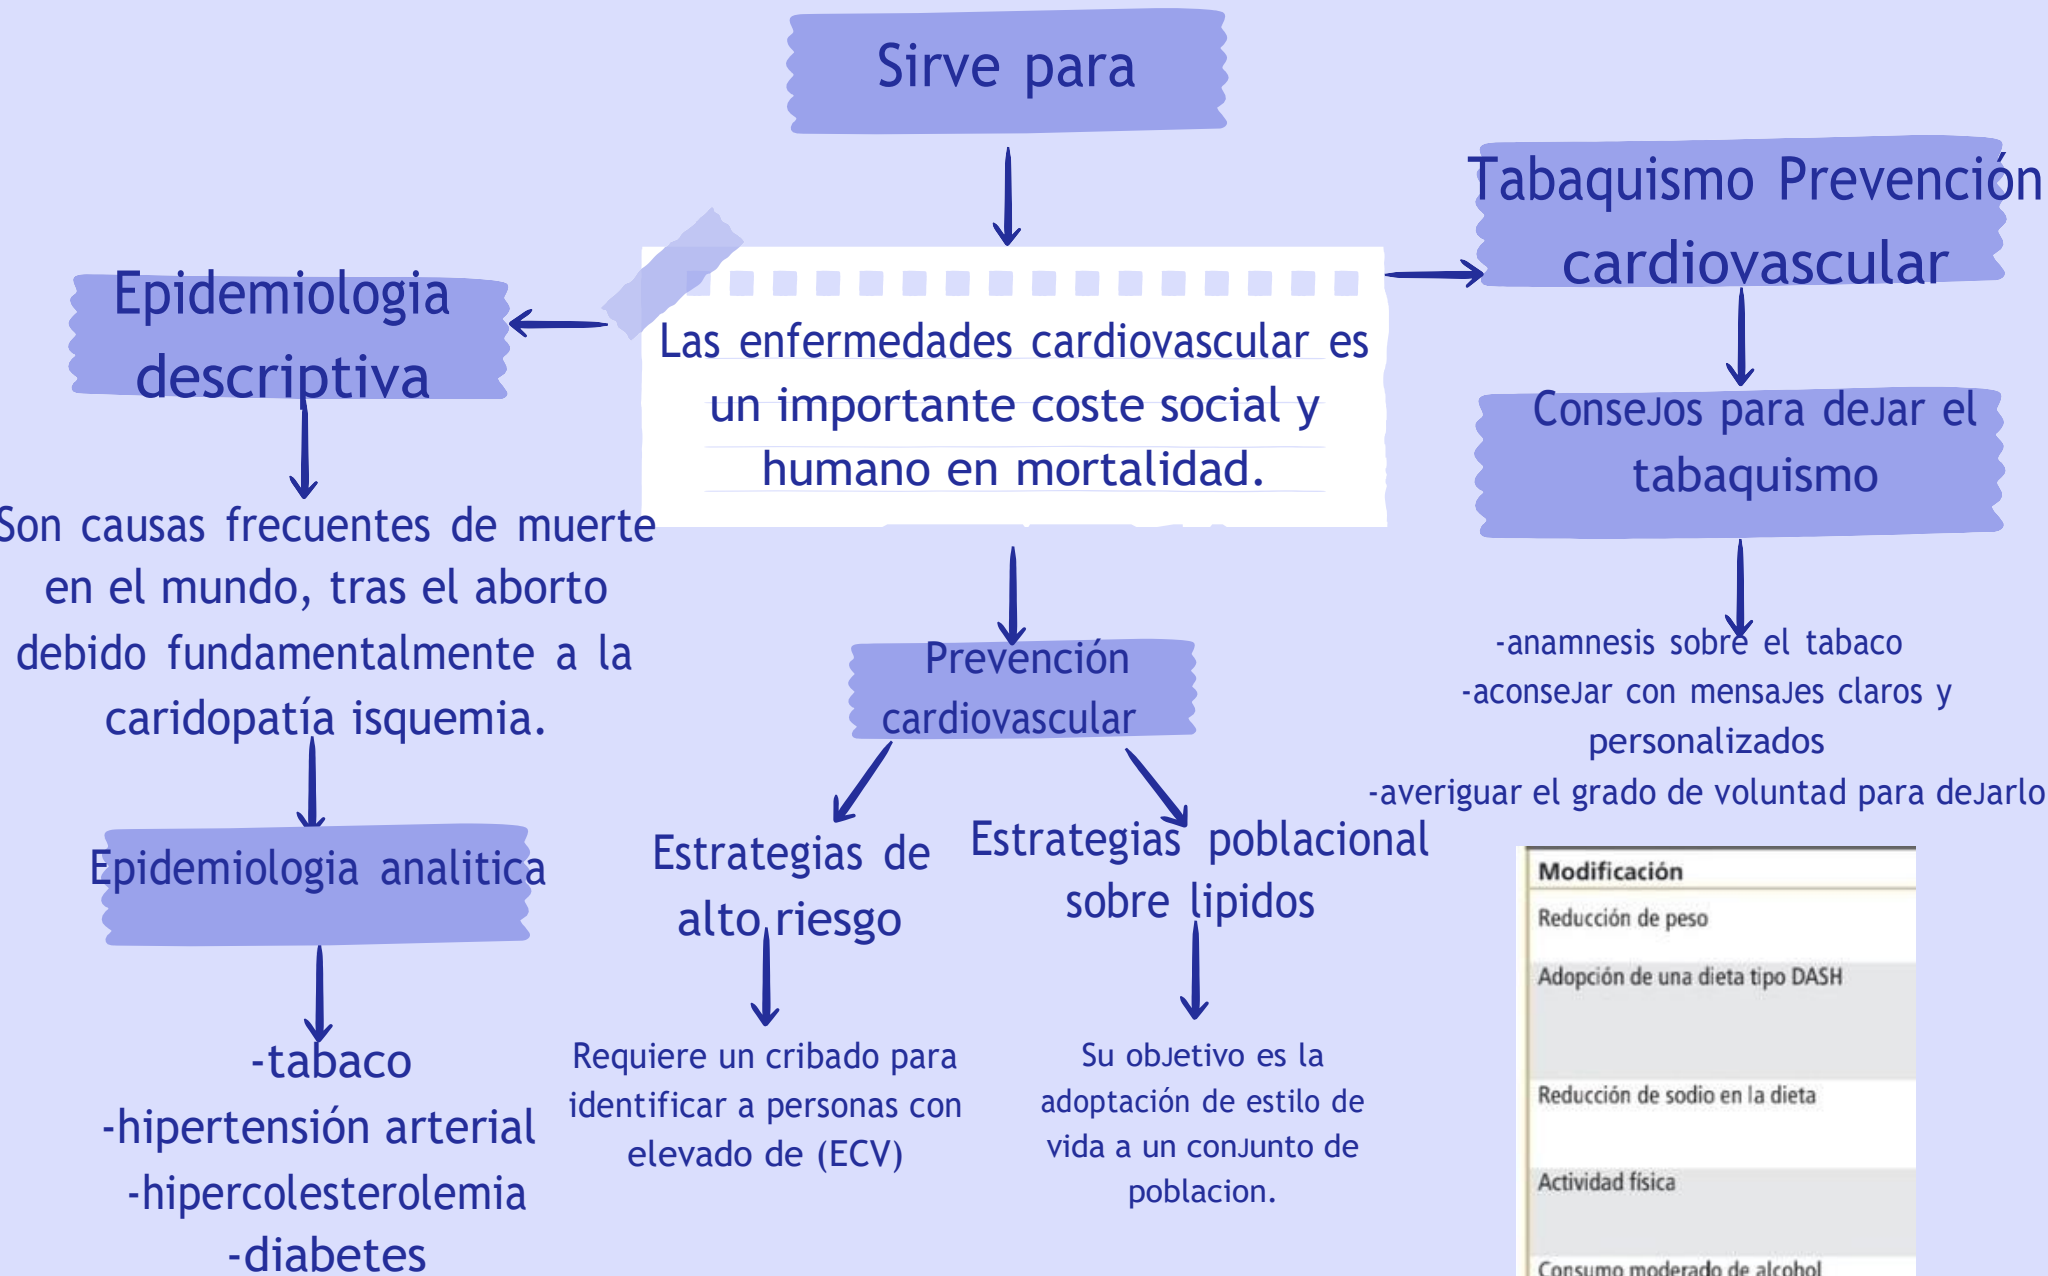 Sirve para
Las enfermedades cardiovascular es
un importante coste social y
humano en mortalidad.
Epidemiologia
descriptiva
Son causas frecuentes de muerte
en el mundo, tras el aborto
debido fundamentalmente a la
caridopatía isquemia.
Epidemiologia analitica
-tabaco
-hipertensión arterial
-hipercolesterolemia
-diabetes
Prevención
cardiovascular
Estrategias de
alto riesgo
Requiere un cribado para
identificar a personas con
elevado de (ECV)
Estrategias poblacional
sobre lipidos
Su objetivo es la
adoptación de estilo de
vida a un conjunto de
poblacion.
Tabaquismo Prevención
cardiovascular
Consejos para dejar el
tabaquismo
-anamnesis sobre el tabaco
-aconsejar con mensajes claros y
personalizados
-averiguar el grado de voluntad para dejarlo
Modificación
Reducción de peso
Adopción de una dieta tipo DASH
Reducción de sodio en la dieta
Actividad física
Consumo moderado de alcohol